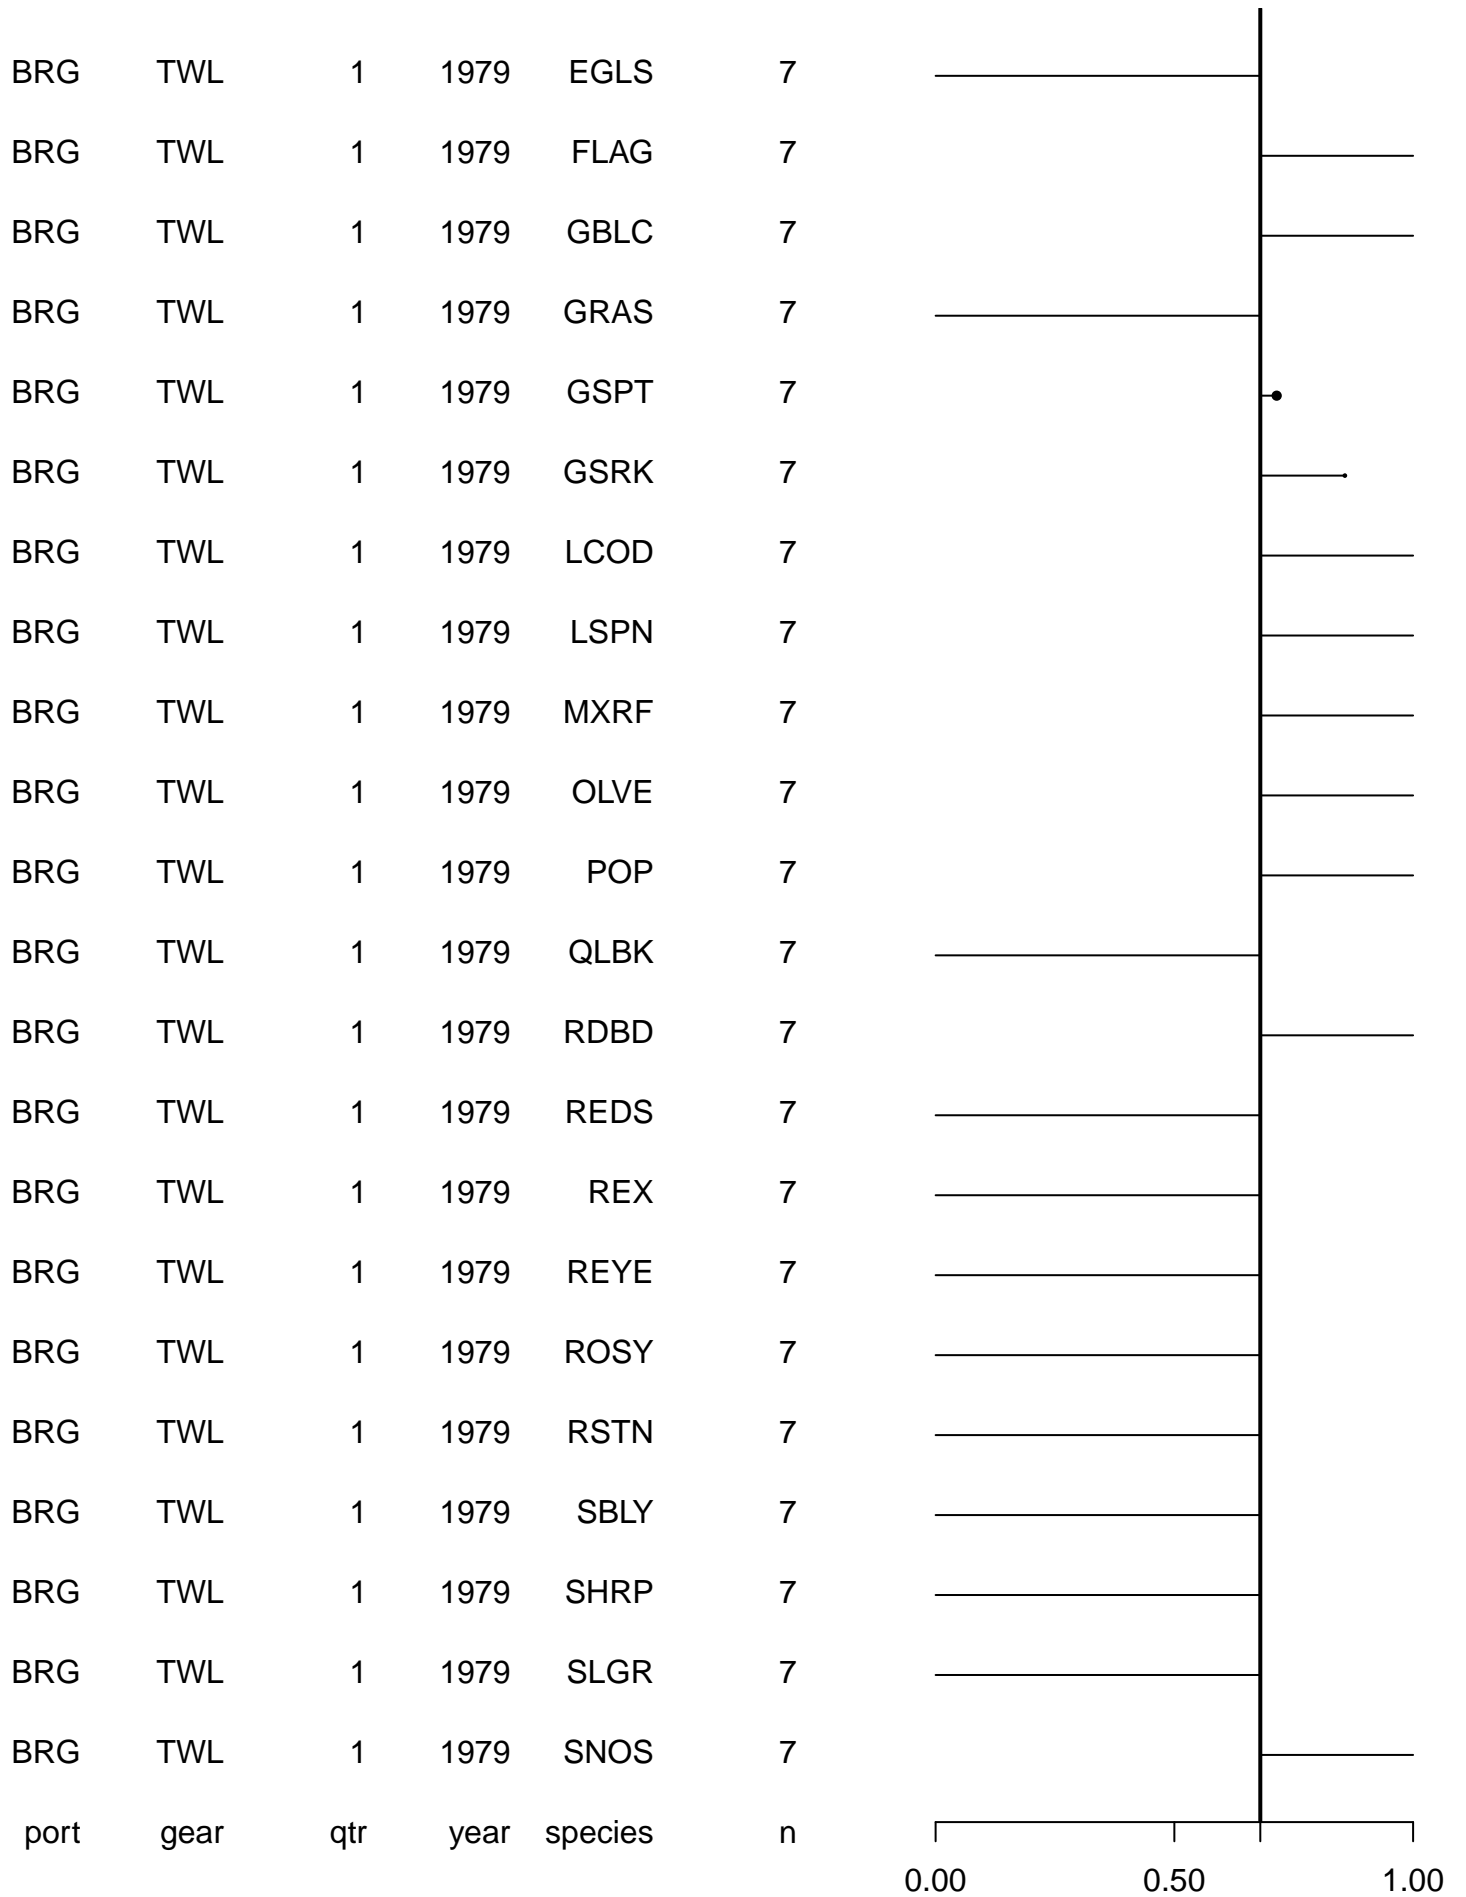 BRG TWL 1 1979 EGLS 7
BRG TWL 1 1979 FLAG 7
BRG TWL 1 1979 GBLC 7
BRG TWL 1 1979 GRAS 7
BRG TWL 1 1979 GSPT 7
BRG TWL 1 1979 GSRK 7
BRG TWL 1 1979 LCOD 7
BRG TWL 1 1979 LSPN 7
BRG TWL 1 1979 MXRF 7
BRG TWL 1 1979 OLVE 7
BRG TWL 1 1979 POP 7
BRG TWL 1 1979 QLBK 7
BRG TWL 1 1979 RDBD 7
BRG TWL 1 1979 REDS 7
BRG TWL 1 1979 REX 7
BRG TWL 1 1979 REYE 7
BRG TWL 1 1979 ROSY 7
BRG TWL 1 1979 RSTN 7
BRG TWL 1 1979 SBLY 7
BRG TWL 1 1979 SHRP 7
BRG TWL 1 1979 SLGR 7
BRG TWL 1 1979 SNOS 7
port gear qtr year species n
0.00 0.50 1.00